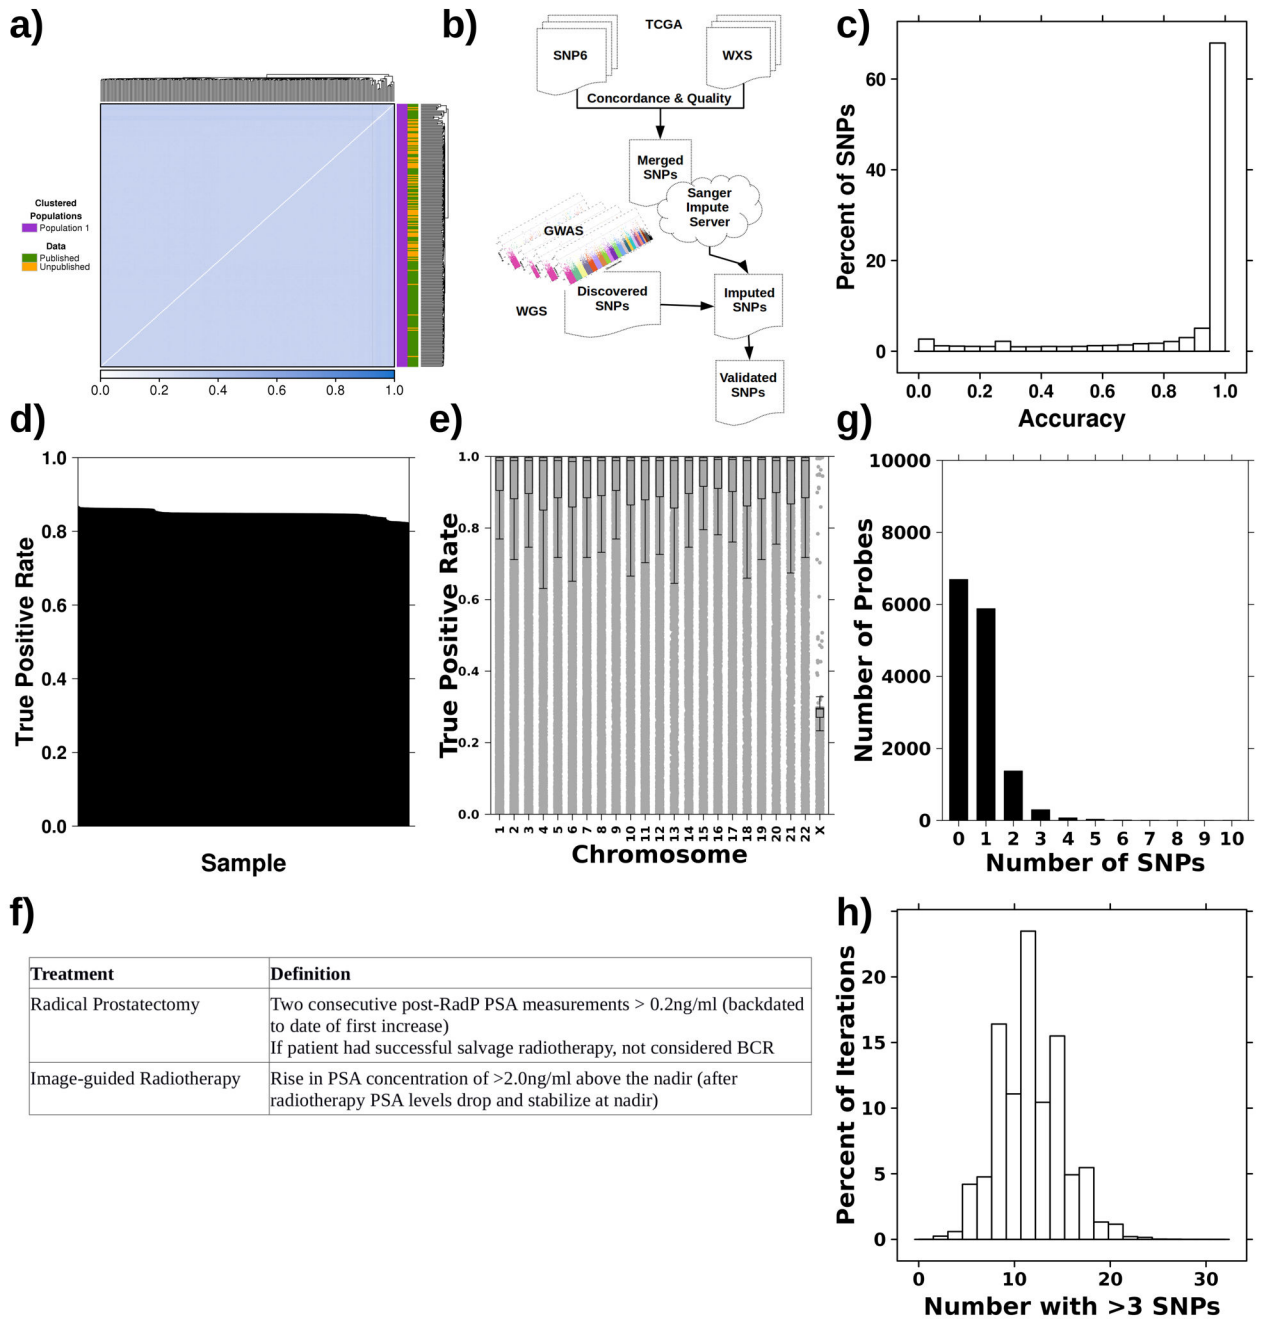 a)
Clustered
Populations
Population 1
Data
Published
Unpublished
0.0 0.2 0.4 0.6 0.8 1.0
b)
TCGA
SNP6
WXS
Concordance & Quality
Merged
SNPs
Sanger
Impute
Server
GWAS
WGS
Discovered
SNPs
Imputed
SNPs
Validated
SNPs
c)
Percent of SNPs
60
40
20
0
0.0 0.2 0.4 0.6 0.8 1.0
Accuracy
d)
True Positive Rate
1.0
0.8
0.6
0.4
0.2
0.0
Sample
e)
True Positive Rate
1.0
0.8
0.6
0.4
0.2
0.0
1 2 3 4 5 6 7 8 9 10 11 12 13 14 15 16 17 18 19 20 21 22 X
Chromosome
g)
Number of Probes
10000
8000
6000
4000
2000
0
0 1 2 3 4 5 6 7 8 9 10
Number of SNPs
f)
Treatment Definition
Radical Prostatectomy Two consecutive post-RadP PSA measurements > 0.2ng/ml (backdated
to date of first increase)
If patient had successful salvage radiotherapy, not considered BCR
Image-guided Radiotherapy Rise in PSA concentration of >2.0ng/ml above the nadir (after
radiotherapy PSA levels drop and stabilize at nadir)
h)
Percent of Iterations
20
15
10
5
0
0 10 20 30
Number with >3 SNPs